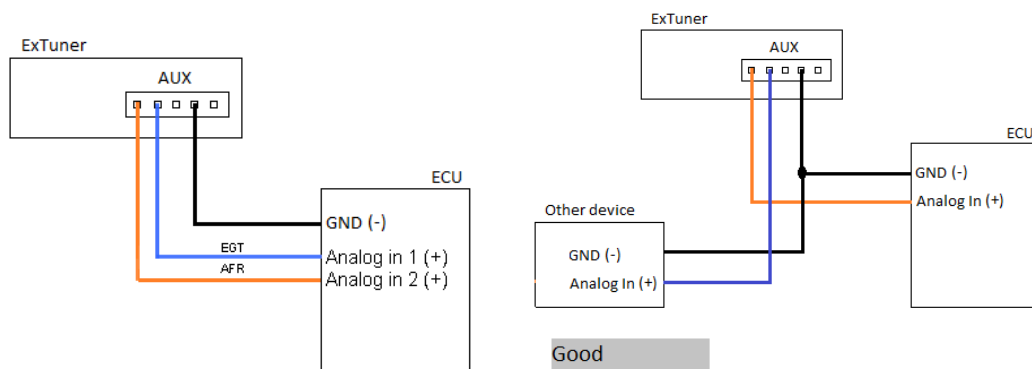 ExTuner
AUX
ECU
GND (-)
EGT
Analog in 1 (+)
AFR
Analog in 2 (+)
ExTuner
AUX
ECU
GND (-)
Analog In (+)
Other device
GND (-)
Analog In (+)
Good